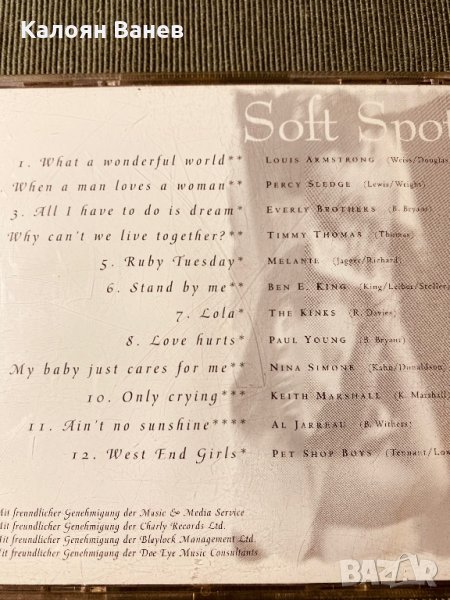 Калоян Ванев
Soft Spot
1. What a wonderful world** LOUIS ARMSTRONG (Weiss/Douglas
. When a man loves a woman** PERCY SLEDGE (Lewis/Wright)
3. All I have to do is dream* EVERLY BROTHERS (B. Bryant)
Why can't we live together?** TIMMY THOMAS (Thomas)
5. Ruby Tuesday* MELANIE (Jagger/Richard)
6. Stand by me** BEN E. KING (King/Leiber/Stoller)
7. Lola* THE KINKS (R. Davies)
8. Love hurts* PAUL YOUNG (B. Bryant)
My baby just cares for me** NINA SIMONE (Kahn/Donaldson)
10. Only crying*** KEITH MARSHALL (K. Marshall)
11. Ain't no sunshine**** AL JARREAU (B. Withers)
12. West End Girls* PET SHOP BOYS (Tennant/Low
Mit freundlicher Genehmigung der Music & Media Service
Mit freundlicher Genehmigung der Charly Records Ltd.
Mit freundlicher Genehmigung der Blaylock Management Ltd.
Mit freundlicher Genehmigung der Doe Eye Music Consultants
BAZAR